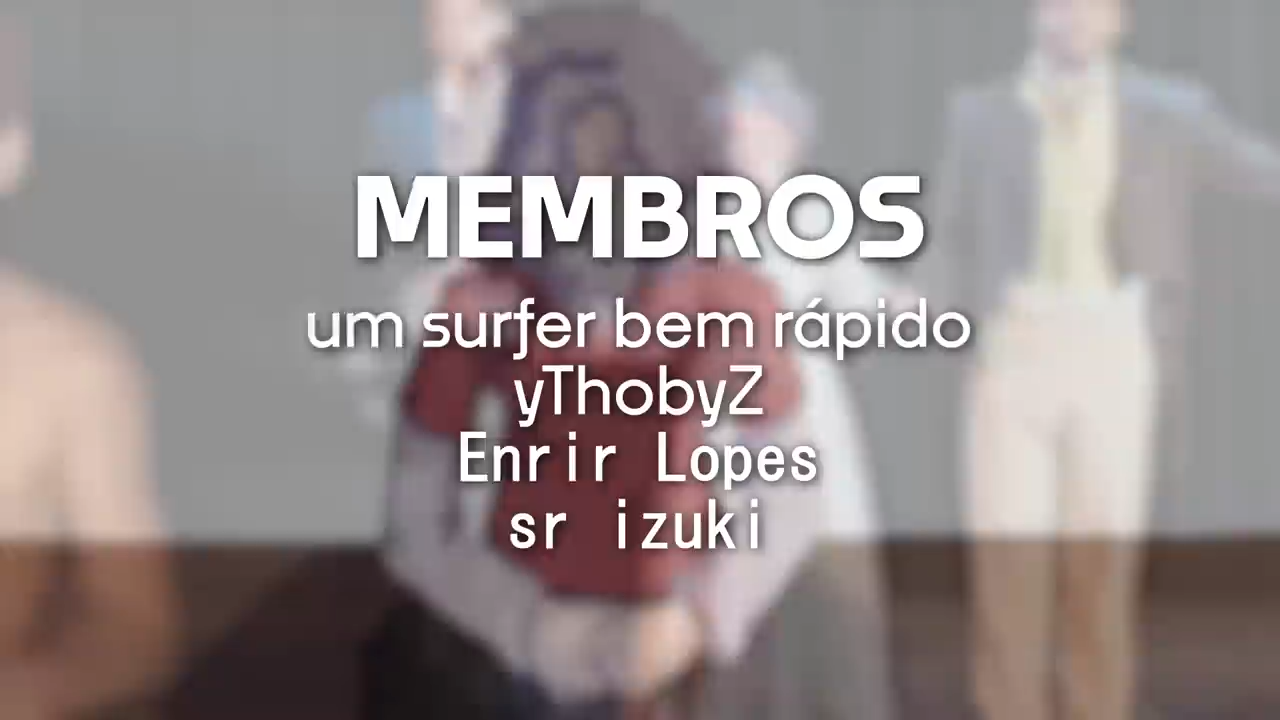 MEMBROS
um surfer bem rápido
yThobyZ
Enrir Lopes
sr izuki